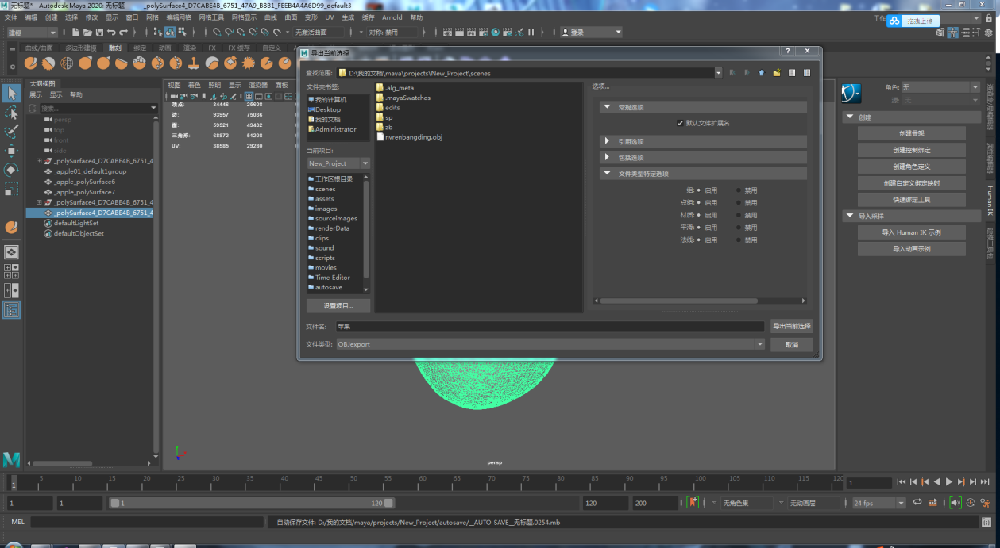 无标题* - Autodesk Maya 2020: 无标题 --- _polySurface4_D7CABE4B_6751_47A9_B8B1_FEEB4A4A6D99_default3
文件 编辑 创建 选择 修改 显示 窗口 网格 编辑网格 网格工具 网格显示 曲线 曲面 变形 UV 生成 缓存 Arnold 帮助
工作
拖拽上传
建模
无激活曲面
对称: 禁用
登录
曲线/曲面 多边形建模 雕刻 绑定 动画 渲染 FX FX 缓存 自定义
大纲视图
展示 显示 帮助
搜索...
persp
top
front
side
_polySurface4_D7CABE4B_6751_4
_apple01_default1group
_apple_polySurface6
_apple_polySurface7
_polySurface4_D7CABE4B_6751_4
_polySurface4_D7CABE4B_6751_4
defaultLightSet
defaultObjectSet
视图 着色 照明 显示 渲染器 面板
顶点: 34446 25608
边: 93957 75036
面: 59521 49432
三角形: 68872 51208
UV: 38585 29280
导出当前选择
查找范围: D:\我的文档\maya\projects\New_Project\scenes
文件夹书签:
我的计算机
Desktop
我的文档
Administrator
当前项目:
New_Project
工作区根目录
scenes
assets
images
sourceimages
renderData
clips
sound
scripts
movies
Time Editor
autosave
设置项目...
.alg_meta
.mayaSwatches
edits
sp
zb
nvrenbangding.obj
选项...
常规选项
默认文件扩展名
引用选项
包括选项
文件类型特定选项
组: 启用 禁用
点组: 启用 禁用
材质: 启用 禁用
平滑: 启用 禁用
法线: 启用 禁用
文件名: 苹果
导出当前选择
文件类型: OBJexport
取消
角色: 无
源: 无
创建
创建骨架
创建控制绑定
创建角色定义
创建自定义绑定映射
快速绑定工具
导入采样
导入 Human IK 示例
导入动画示例
Human IK
persp
1 5 10 15 20 25 30 35 40 45 50 55 60 65 70 75 80 85 90 95 100 105 110 115 120
1
1 1 1 120 120 200
无角色集
无动画层
24 fps
MEL
自动保存文件: D:/我的文档/maya/projects/New_Project/autosave/__AUTO-SAVE__无标题.0254.mb